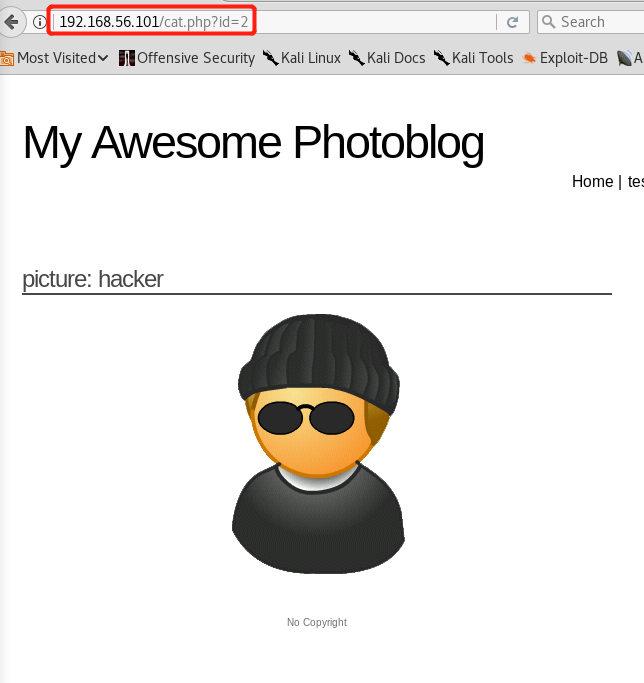 192.168.56.101/cat.php?id=2 Search
Most Visited Offensive Security Kali Linux Kali Docs Kali Tools Exploit-DB A
My Awesome Photoblog
Home | tes
picture: hacker
No Copyright